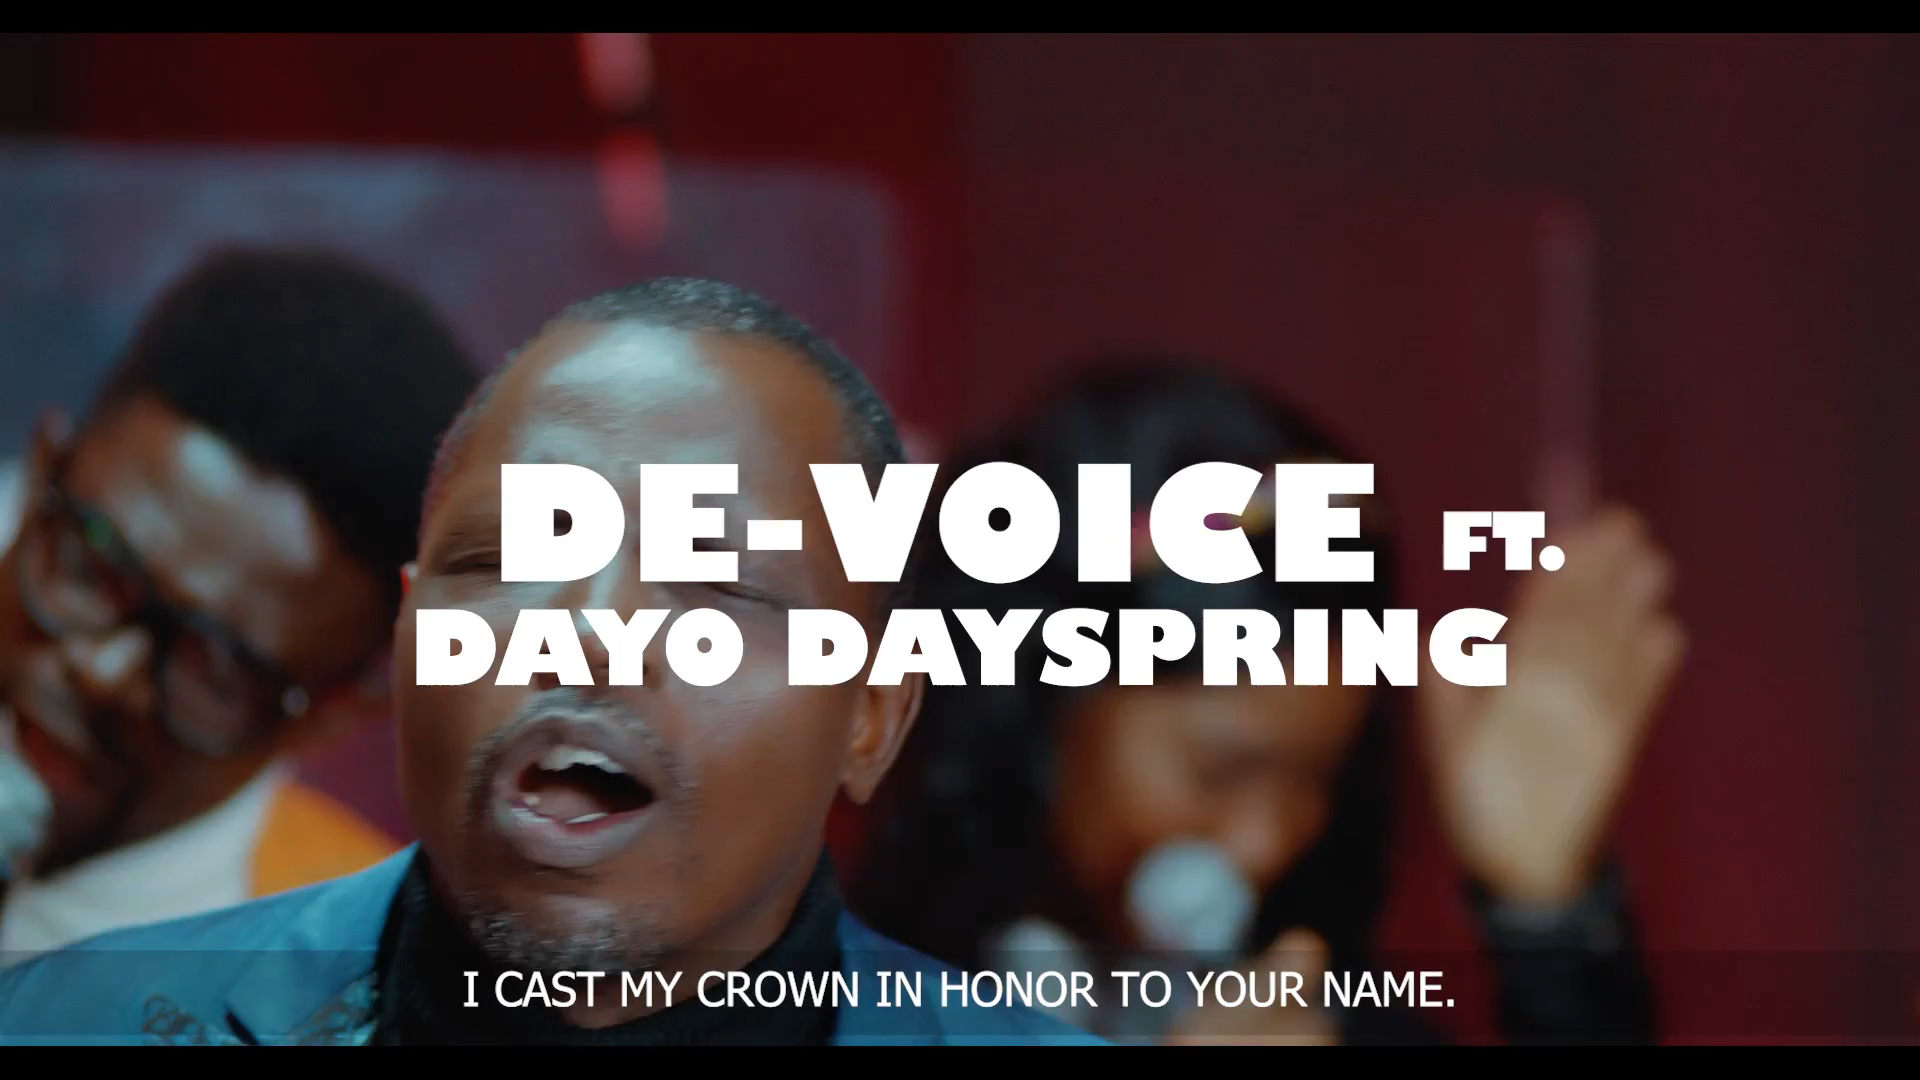 DE-VOICE FT.
DAYO DAYSPRING
I CAST MY CROWN IN HONOR TO YOUR NAME.